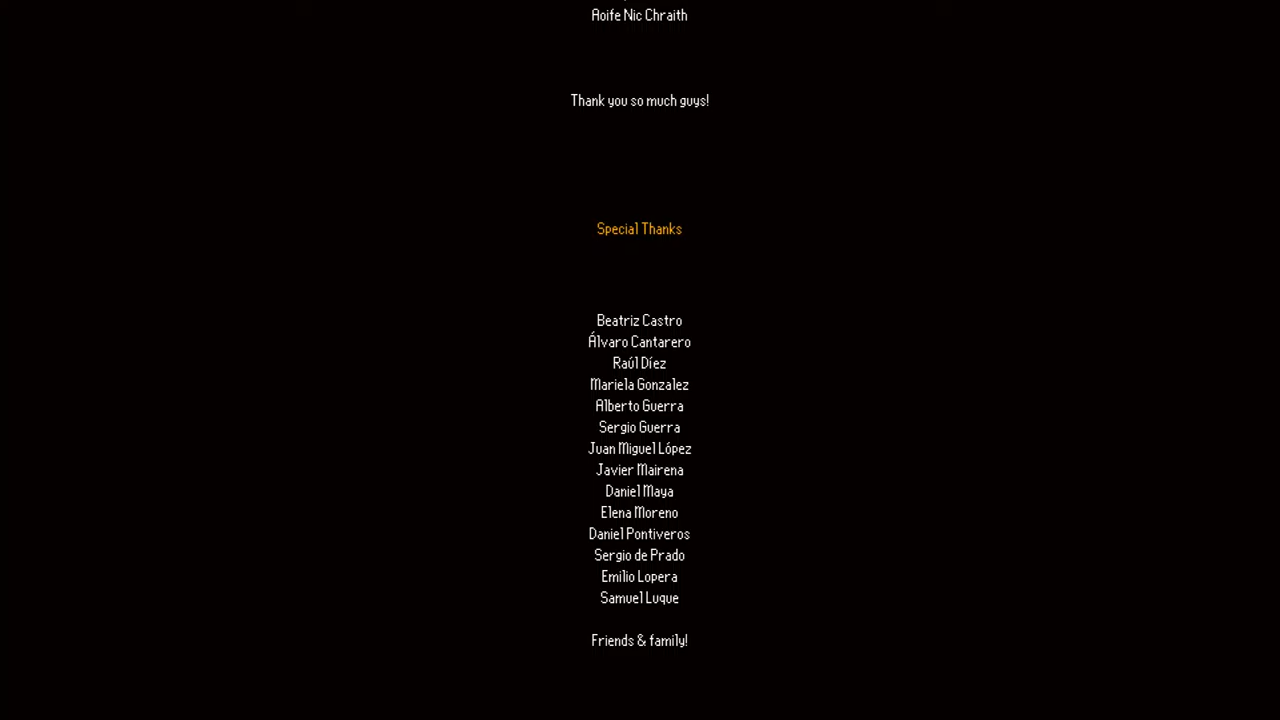 Aoife Nic Chraith
Thank you so much guys!
Special Thanks
Beatriz Castro
Álvaro Cantarero
Raúl Díez
Mariela Gonzalez
Alberto Guerra
Sergio Guerra
Juan Miguel López
Javier Mairena
Daniel Maya
Elena Moreno
Daniel Pontiveros
Sergio de Prado
Emilio Lopera
Samuel Luque
Friends & family!